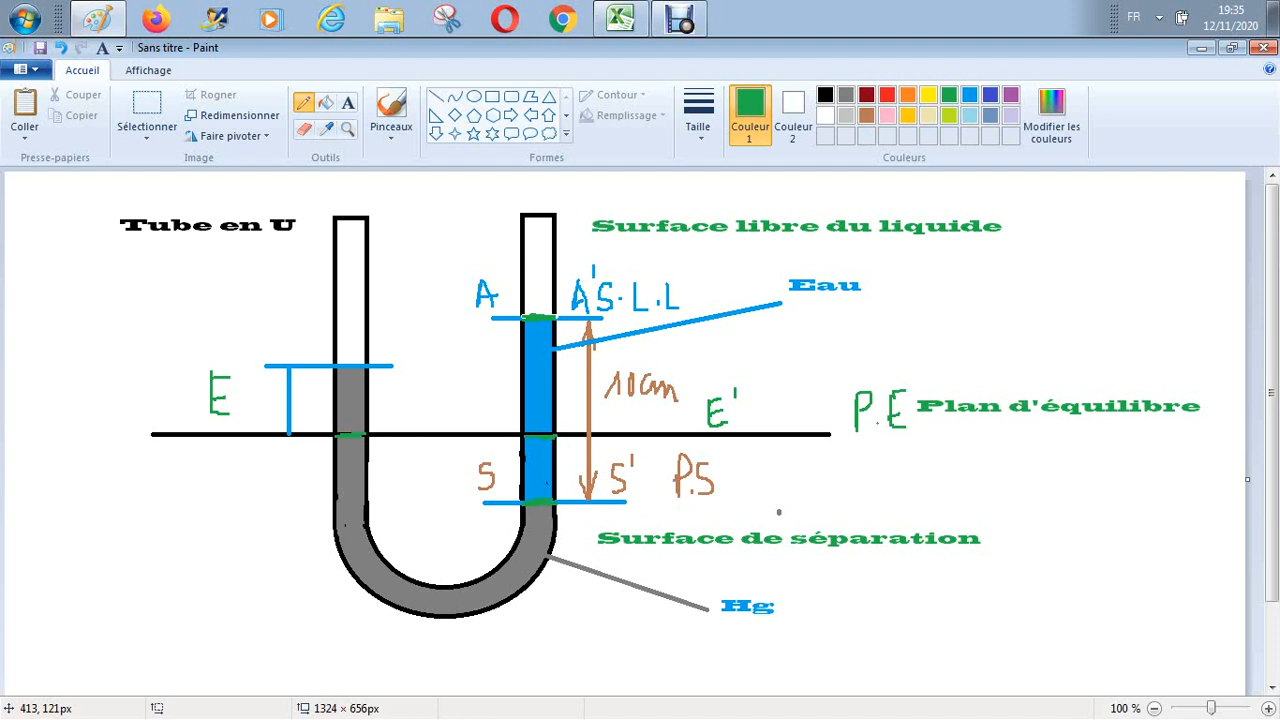 FR
19:35
12/11/2020
Sans titre - Paint
Accueil
Affichage
Coller
Couper
Copier
Presse-papiers
Sélectionner
Rogner
Redimensionner
Faire pivoter
Image
A
Outils
Pinceaux
Formes
Contour
Remplissage
Taille
Couleur 1
Couleur 2
Modifier les couleurs
Couleurs
Tube en U
Surface libre du liquide
A A' S.L.L
Eau
E
10cm
E'
P.E Plan d'équilibre
S S' P.S
Surface de séparation
Hg
413, 121px
1324 × 656px
100 %